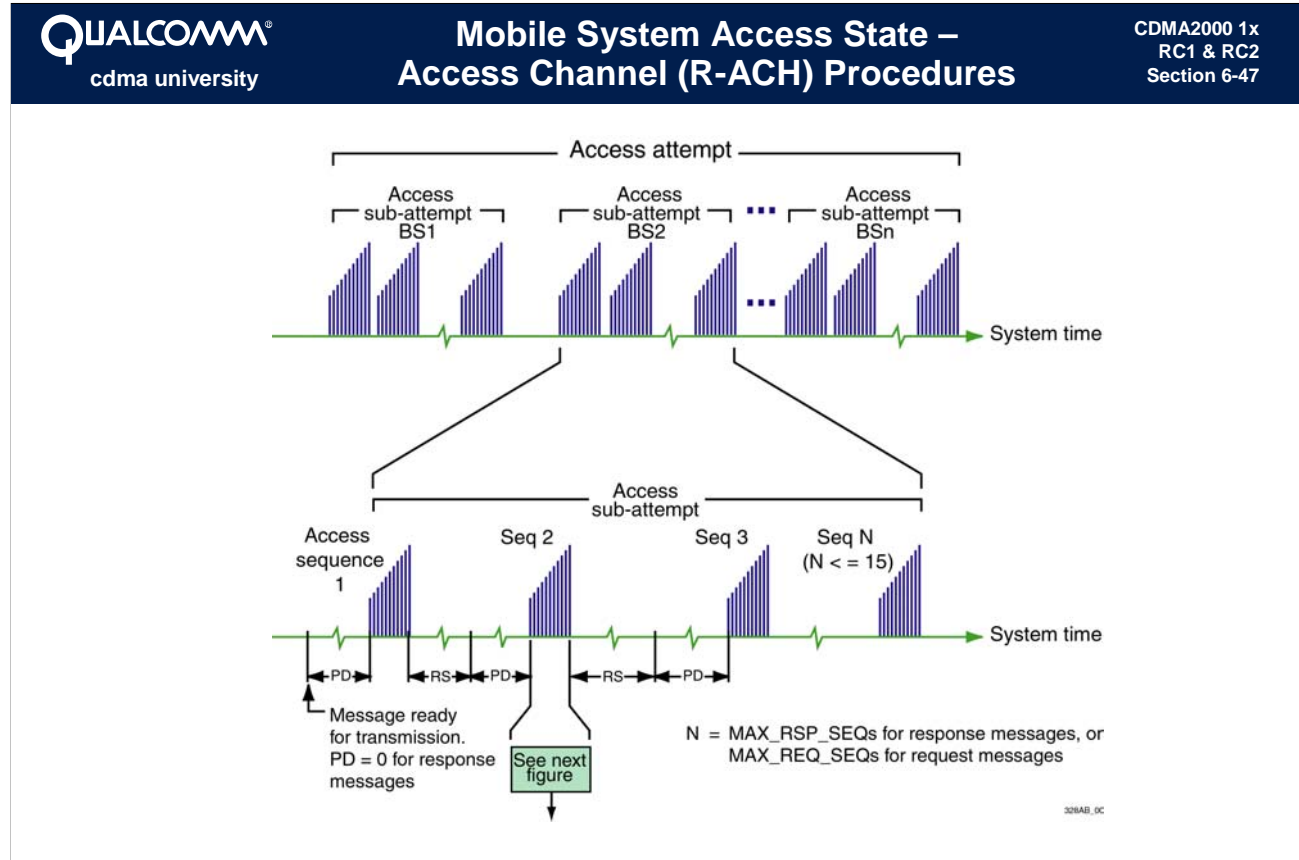 QUALCOMM®
cdma university
Mobile System Access State –
Access Channel (R-ACH) Procedures
CDMA2000 1x
RC1 & RC2
Section 6-47
Access attempt
Access
sub-attempt
BS1
Access
sub-attempt
BS2
Access
sub-attempt
BSn
System time
Access
sub-attempt
Access
sequence
1
Seq 2
Seq 3
Seq N
(N < = 15)
System time
PD
RS
PD
RS
PD
Message ready
for transmission.
PD = 0 for response
messages
See next
figure
N = MAX_RSP_SEQs for response messages, or
MAX_REQ_SEQs for request messages